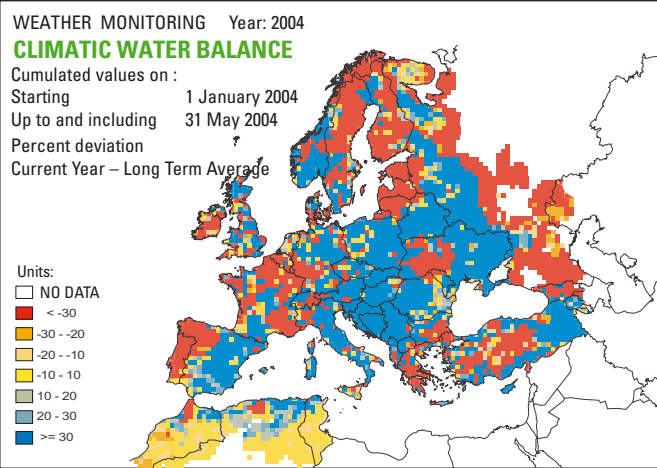 WEATHER MONITORING Year: 2004
CLIMATIC WATER BALANCE
Cumulated values on :
Starting 1 January 2004
Up to and including 31 May 2004
Percent deviation
Current Year – Long Term Average
Units:
NO DATA
< -30
-30 - -20
-20 - -10
-10 - 10
10 - 20
20 - 30
>= 30